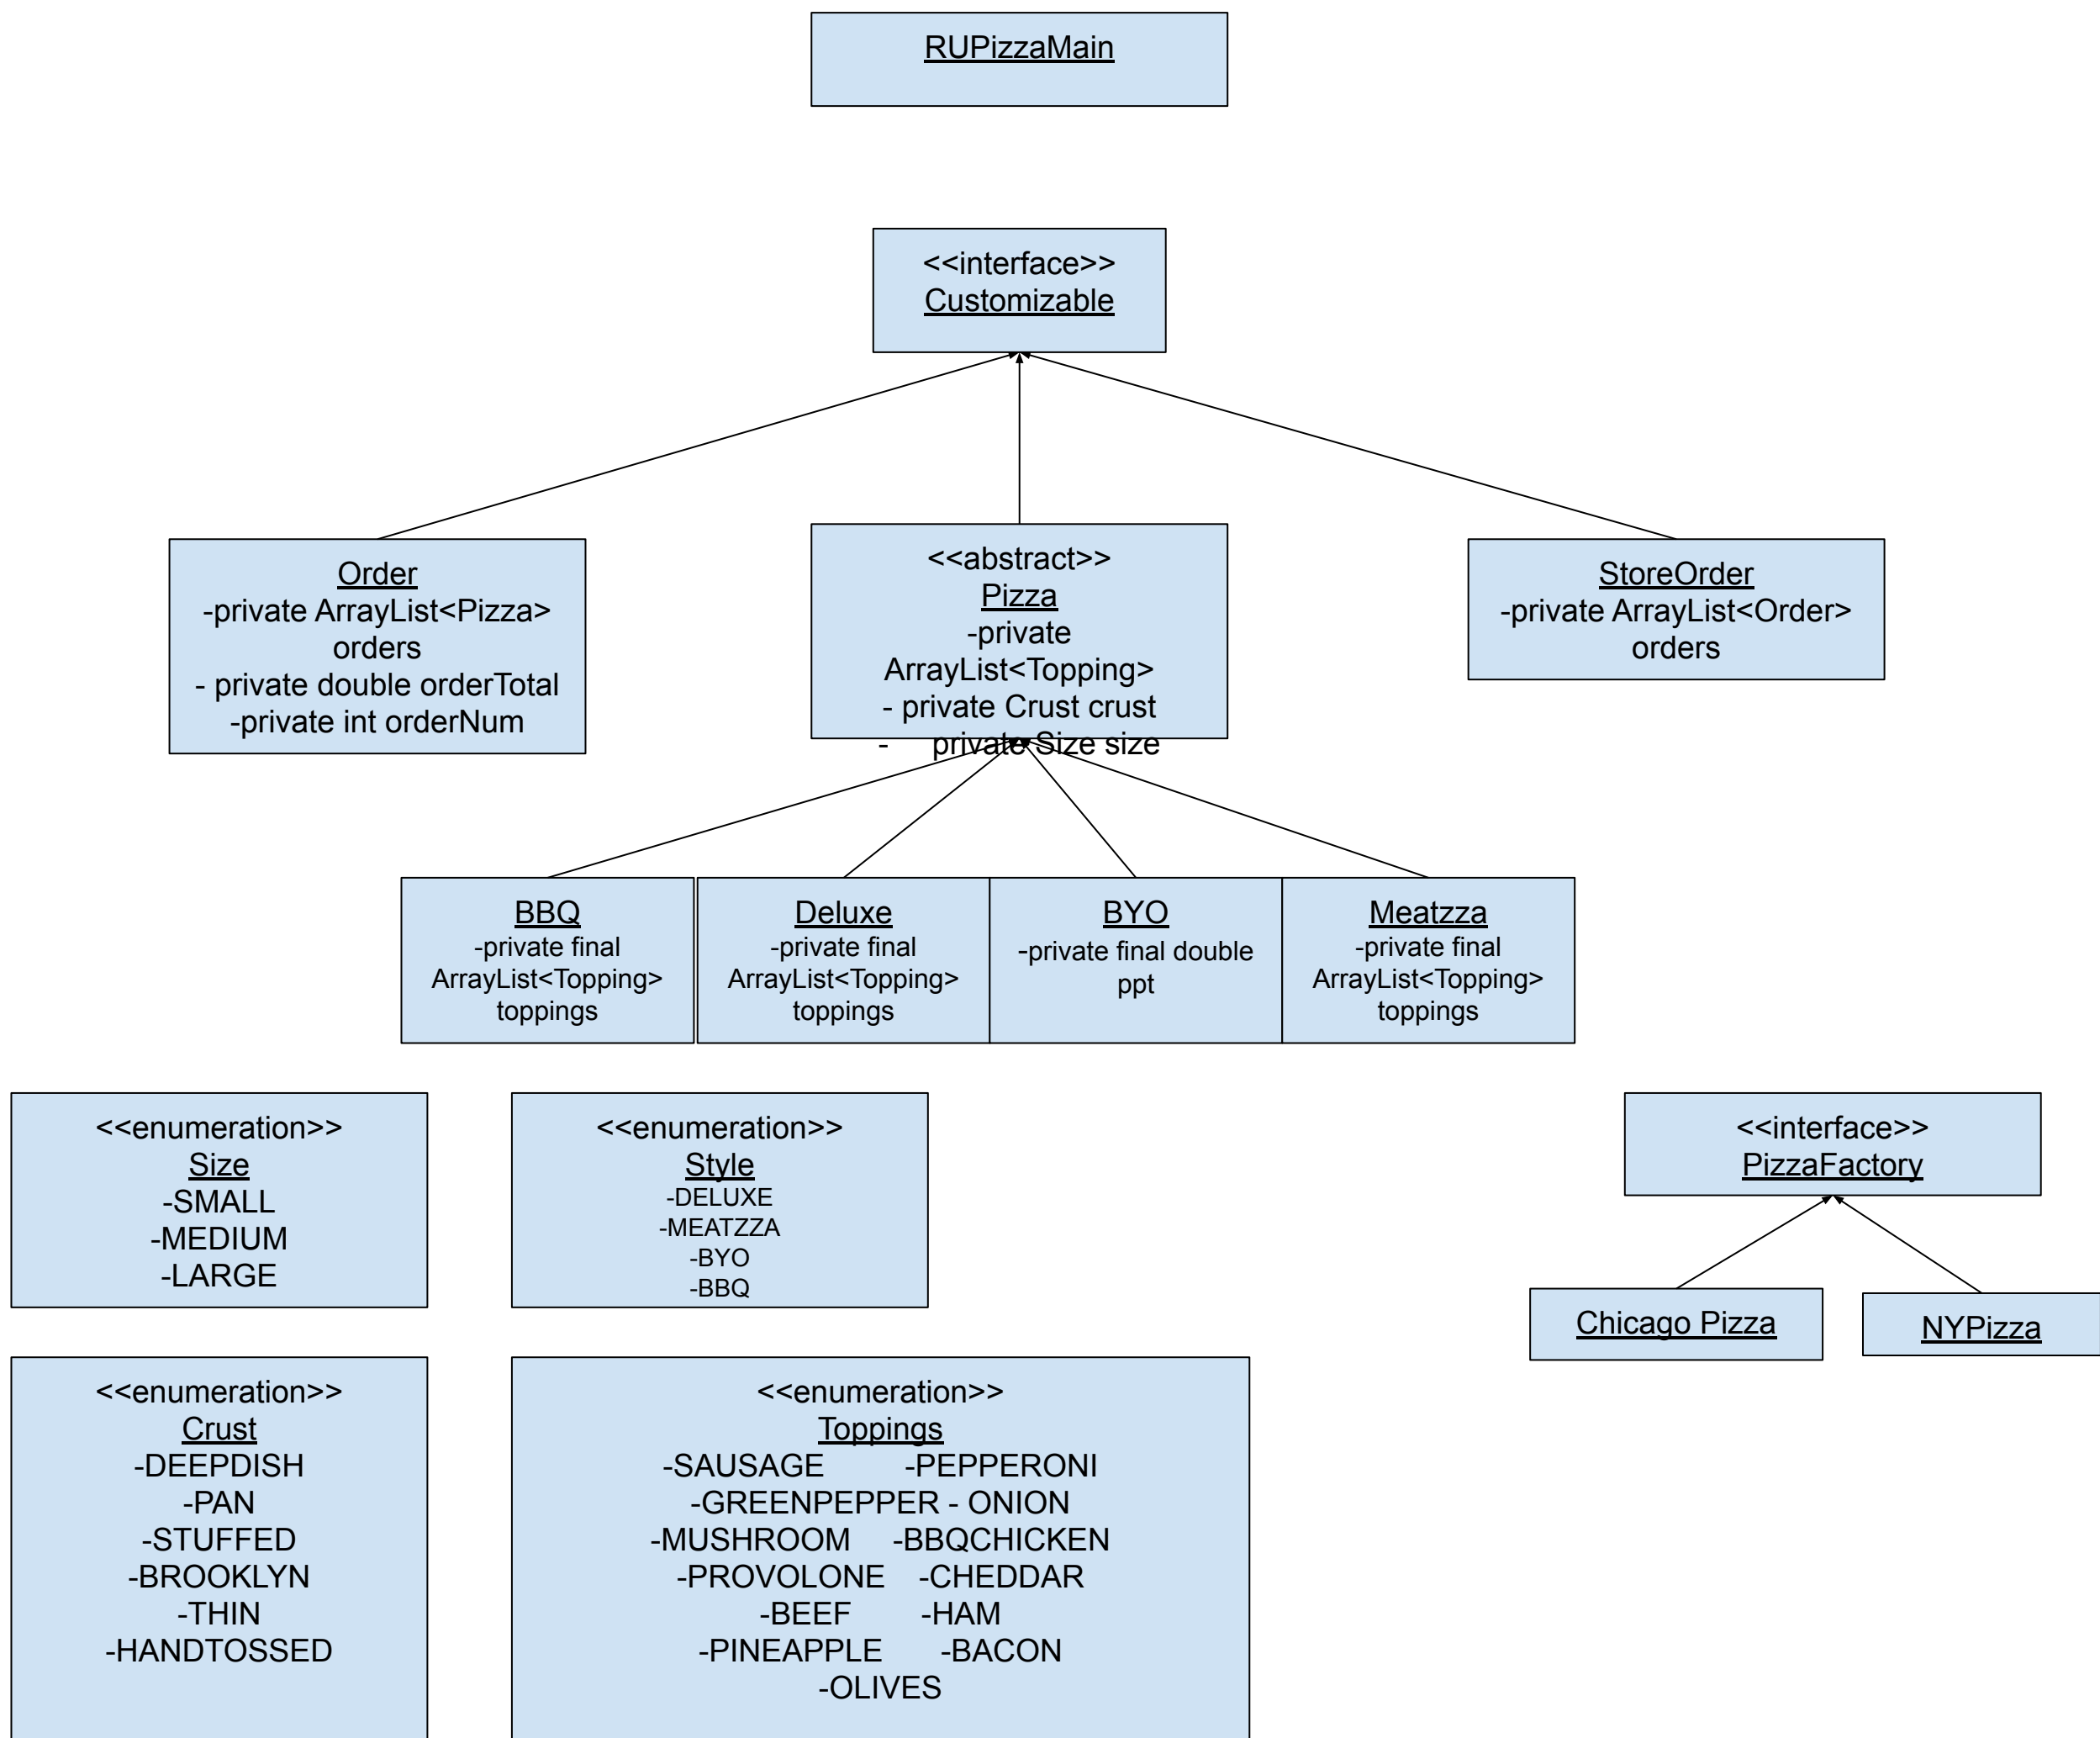 RUPizzaMain
<<interface>>
Customizable
Order
-private ArrayList<Pizza>
orders
- private double orderTotal
-private int orderNum
<<abstract>>
Pizza
-private
ArrayList<Topping>
- private Crust crust
- private Size size
StoreOrder
-private ArrayList<Order>
orders
BBQ
-private final
ArrayList<Topping>
toppings
Deluxe
-private final
ArrayList<Topping>
toppings
BYO
-private final double
ppt
Meatzza
-private final
ArrayList<Topping>
toppings
<<enumeration>>
Size
-SMALL
-MEDIUM
-LARGE
<<enumeration>>
Style
-DELUXE
-MEATZZA
-BYO
-BBQ
<<interface>>
PizzaFactory
Chicago Pizza
NYPizza
<<enumeration>>
Crust
-DEEPDISH
-PAN
-STUFFED
-BROOKLYN
-THIN
-HANDTOSSED
<<enumeration>>
Toppings
-SAUSAGE -PEPPERONI
-GREENPEPPER - ONION
-MUSHROOM -BBQCHICKEN
-PROVOLONE -CHEDDAR
-BEEF -HAM
-PINEAPPLE -BACON
-OLIVES